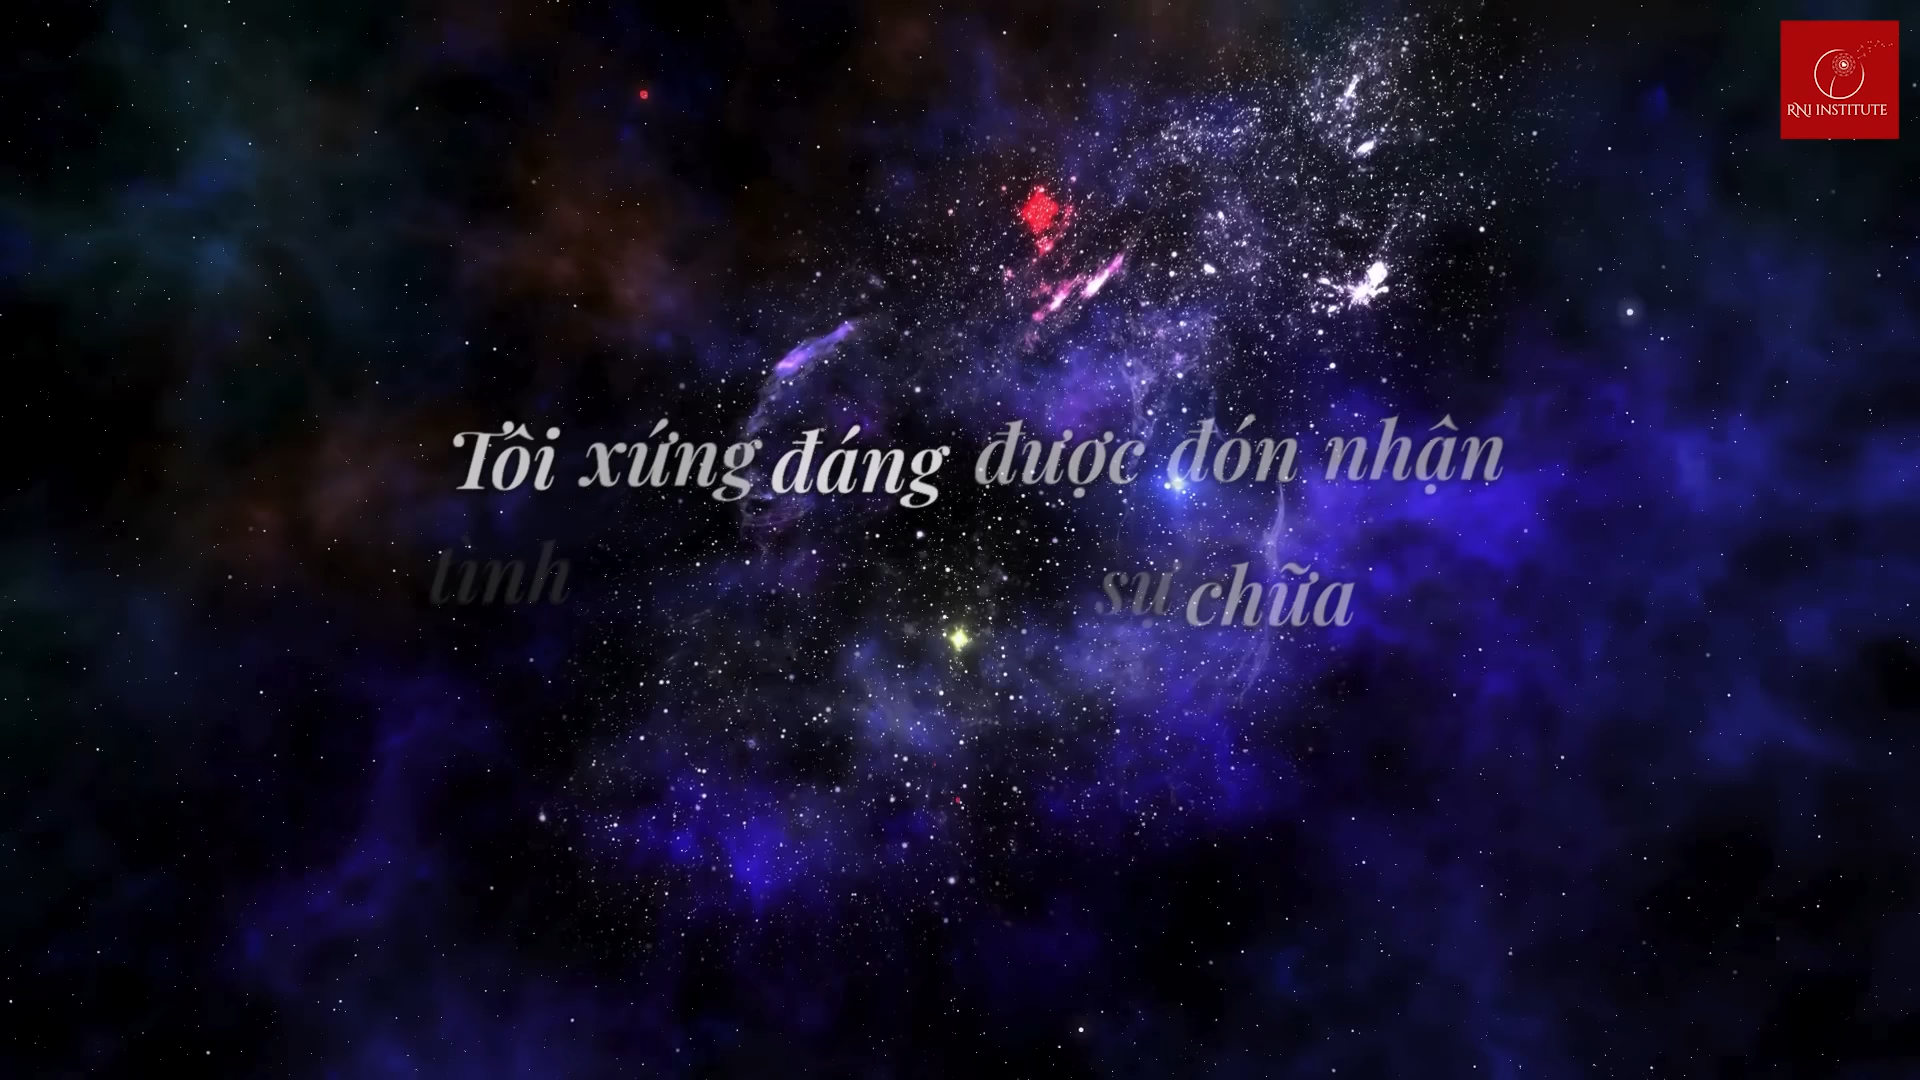 RNI INSTITUTE
Tôi xứng đáng được đón nhận
tình sự chữa